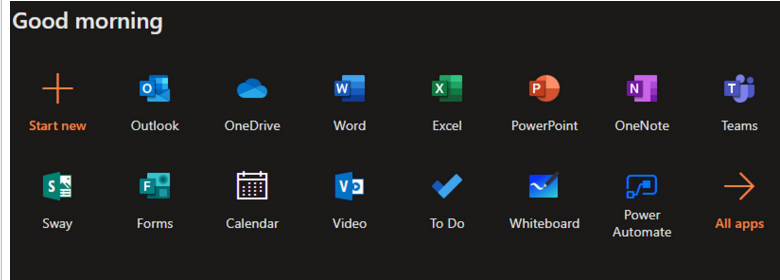 Good morning
Start new
Outlook
OneDrive
Word
Excel
PowerPoint
OneNote
Teams
Sway
Forms
Calendar
Video
To Do
Whiteboard
Power
Automate
All apps